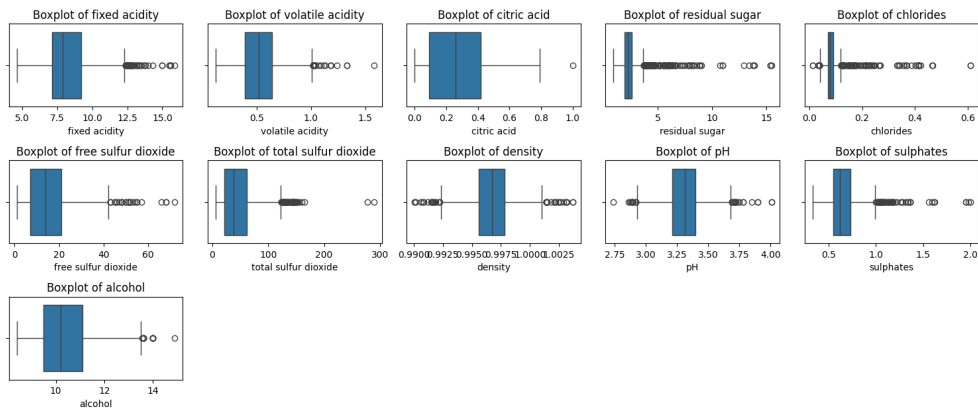 Boxplot of fixed acidity
5.0 7.5 10.0 12.5 15.0
fixed acidity
Boxplot of volatile acidity
0.5 1.0 1.5
volatile acidity
Boxplot of citric acid
0.0 0.2 0.4 0.6 0.8 1.0
citric acid
Boxplot of residual sugar
5 10 15
residual sugar
Boxplot of chlorides
0.0 0.2 0.4 0.6
chlorides
Boxplot of free sulfur dioxide
0 20 40 60
free sulfur dioxide
Boxplot of total sulfur dioxide
0 100 200 300
total sulfur dioxide
Boxplot of density
0.9900 0.9925 0.9950 0.9975 1.0000 1.0025
density
Boxplot of pH
2.75 3.00 3.25 3.50 3.75 4.00
pH
Boxplot of sulphates
0.5 1.0 1.5 2.0
sulphates
Boxplot of alcohol
10 12 14
alcohol